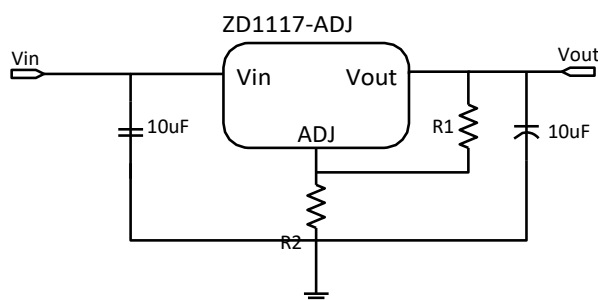 ZD1117-ADJ
Vin
Vout
Vin
Vout
10uF
ADJ
R1
10uF
R2